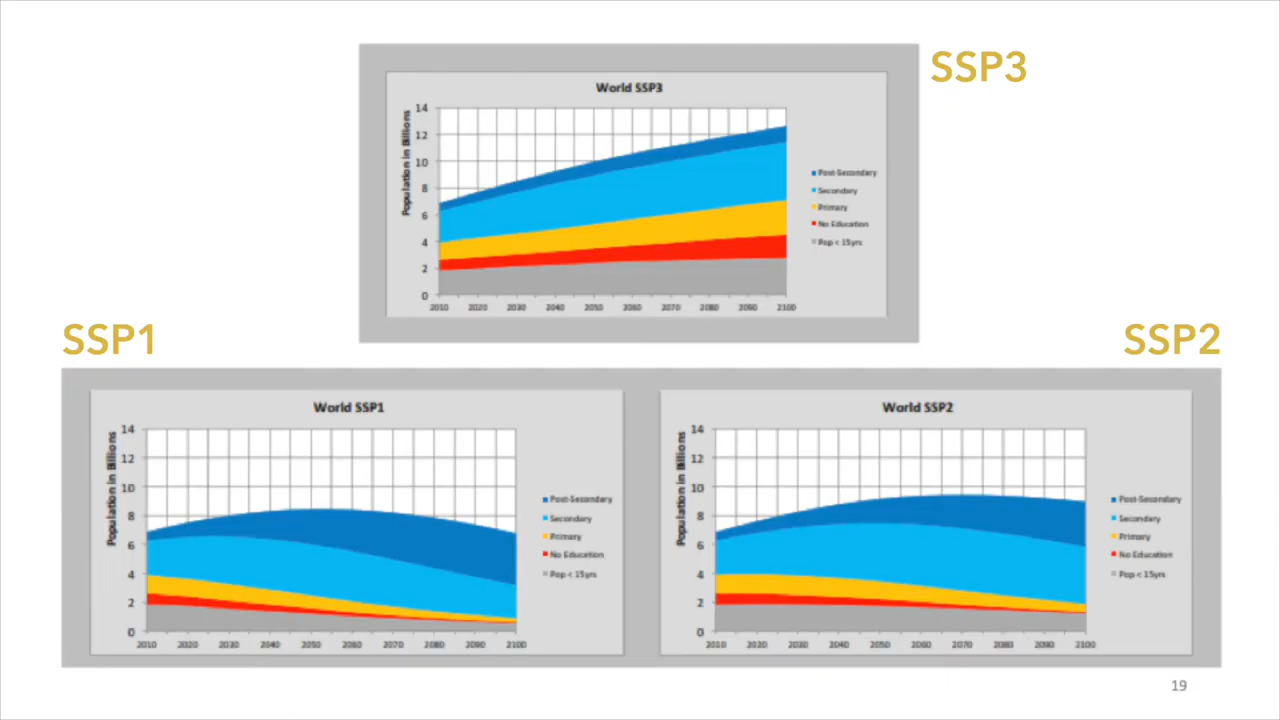 SSP3
World SSP3
Population in Billions
14
12
10
8
6
4
2
0
2010 2020 2030 2040 2050 2060 2070 2080 2090 2100
Post-Secondary
Secondary
Primary
No Education
Pop < 15yrs
SSP1
SSP2
World SSP1
Population in Billions
14
12
10
8
6
4
2
0
2010 2020 2030 2040 2050 2060 2070 2080 2090 2100
Post-Secondary
Secondary
Primary
No Education
Pop < 15yrs
World SSP2
Population in Billions
14
12
10
8
6
4
2
0
2010 2020 2030 2040 2050 2060 2070 2080 2090 2100
Post-Secondary
Secondary
Primary
No Education
Pop < 15yrs
19